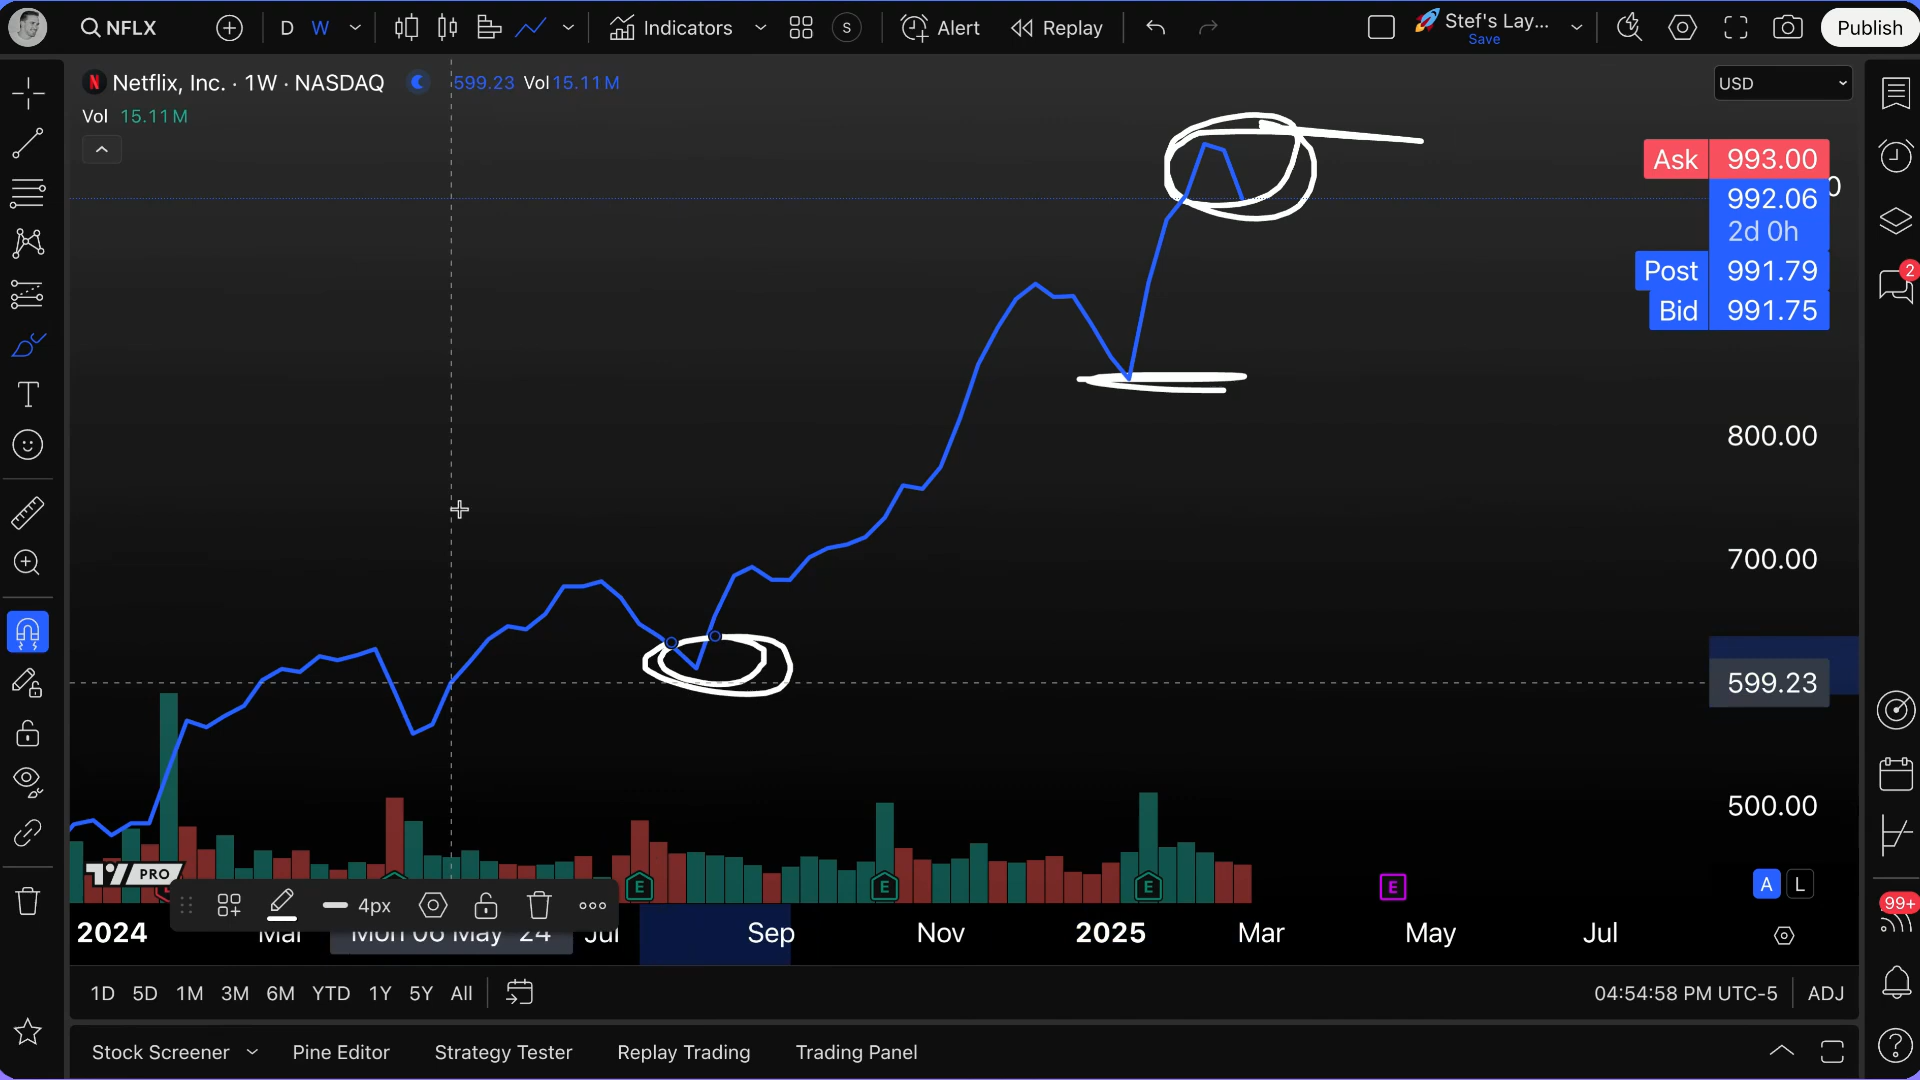 NFLX
D W
Indicators
S
Alert
Replay
Stef's Lay...
Save
Publish
Netflix, Inc. · 1W · NASDAQ 599.23 Vol 15.11M
USD
Vol 15.11M
Ask 993.00
992.06
2d 0h
Post 991.79
Bid 991.75
2
800.00
700.00
599.23
500.00
PRO
E E E E
A L
4px
99+
2024 Mar Mon 06 May '24 Jul Sep Nov 2025 Mar May Jul
1D 5D 1M 3M 6M YTD 1Y 5Y All
04:54:58 PM UTC-5 ADJ
Stock Screener Pine Editor Strategy Tester Replay Trading Trading Panel